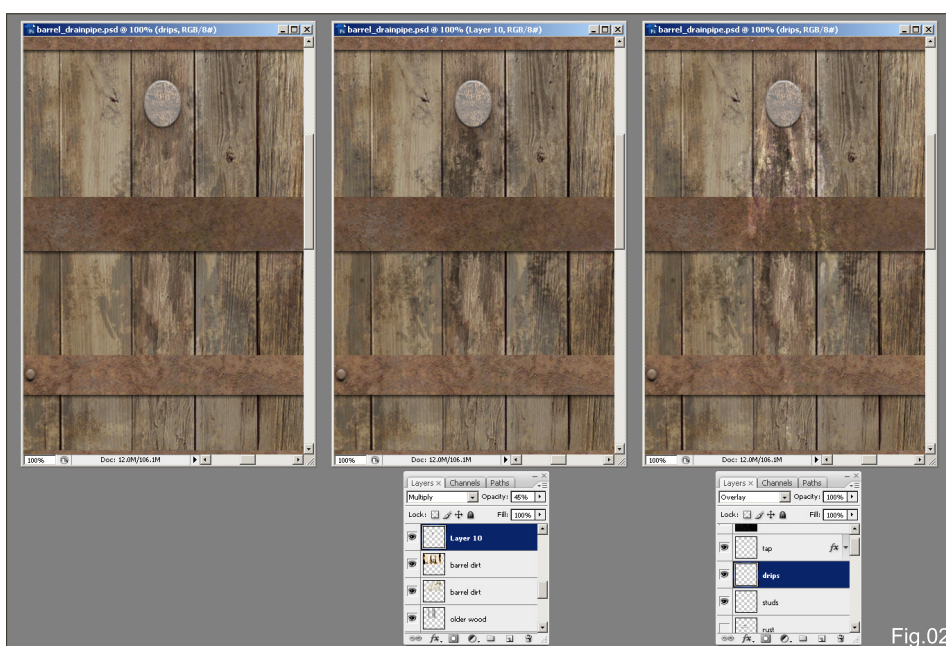 barrel_drainpipe.psd @ 100% (drips, RGB/8#)
100%
Doc: 12.0M/106.1M
barrel_drainpipe.psd @ 100% (Layer 10, RGB/8#)
100%
Doc: 12.0M/106.1M
barrel_drainpipe.psd @ 100% (drips, RGB/8#)
100%
Doc: 12.0M/106.1M
Layers × Channels Paths
Multiply Opacity: 45%
Lock: Fill: 100%
Layer 10
barrel dirt
barrel dirt
older wood
fx.
Layers × Channels Paths
Overlay Opacity: 100%
Lock: Fill: 100%
tap fx
drips
studs
rust
fx.
Fig.02